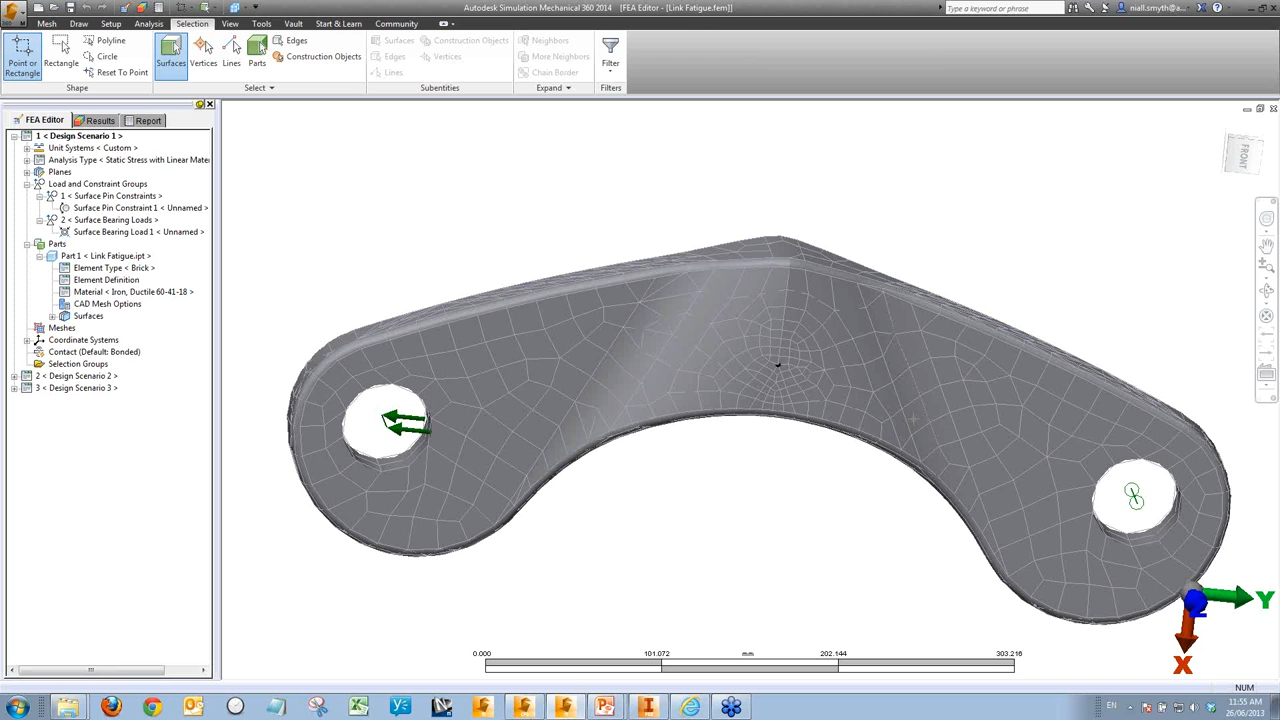 Autodesk Simulation Mechanical 360 2014 - [FEA Editor - [Link Fatigue.fem]]
Type a keyword or phrase
niall.smyth@a...
Mesh
Draw
Setup
Analysis
Selection
View
Tools
Vault
Start & Learn
Community
Point or Rectangle
Rectangle
Polyline
Circle
Reset To Point
Surfaces
Vertices
Lines
Parts
Edges
Construction Objects
Surfaces
Edges
Lines
Construction Objects
Vertices
Neighbors
More Neighbors
Chain Border
Filter
Shape
Select
Subentities
Expand
Filters
FEA Editor
Results
Report
1 < Design Scenario 1 >
Unit Systems < Custom >
Analysis Type < Static Stress with Linear Mater
Planes
Load and Constraint Groups
1 < Surface Pin Constraints >
Surface Pin Constraint 1 < Unnamed >
2 < Surface Bearing Loads >
Surface Bearing Load 1 < Unnamed >
Parts
Part 1 < Link Fatigue.ipt >
Element Type < Brick >
Element Definition
Material < Iron, Ductile 60-41-18 >
CAD Mesh Options
Surfaces
Meshes
Coordinate Systems
Contact (Default: Bonded)
Selection Groups
2 < Design Scenario 2 >
3 < Design Scenario 3 >
FRONT
Y
Z
X
0.000
101.072
mm
202.144
303.216
NUM
EN
11:55 AM
26/06/2013